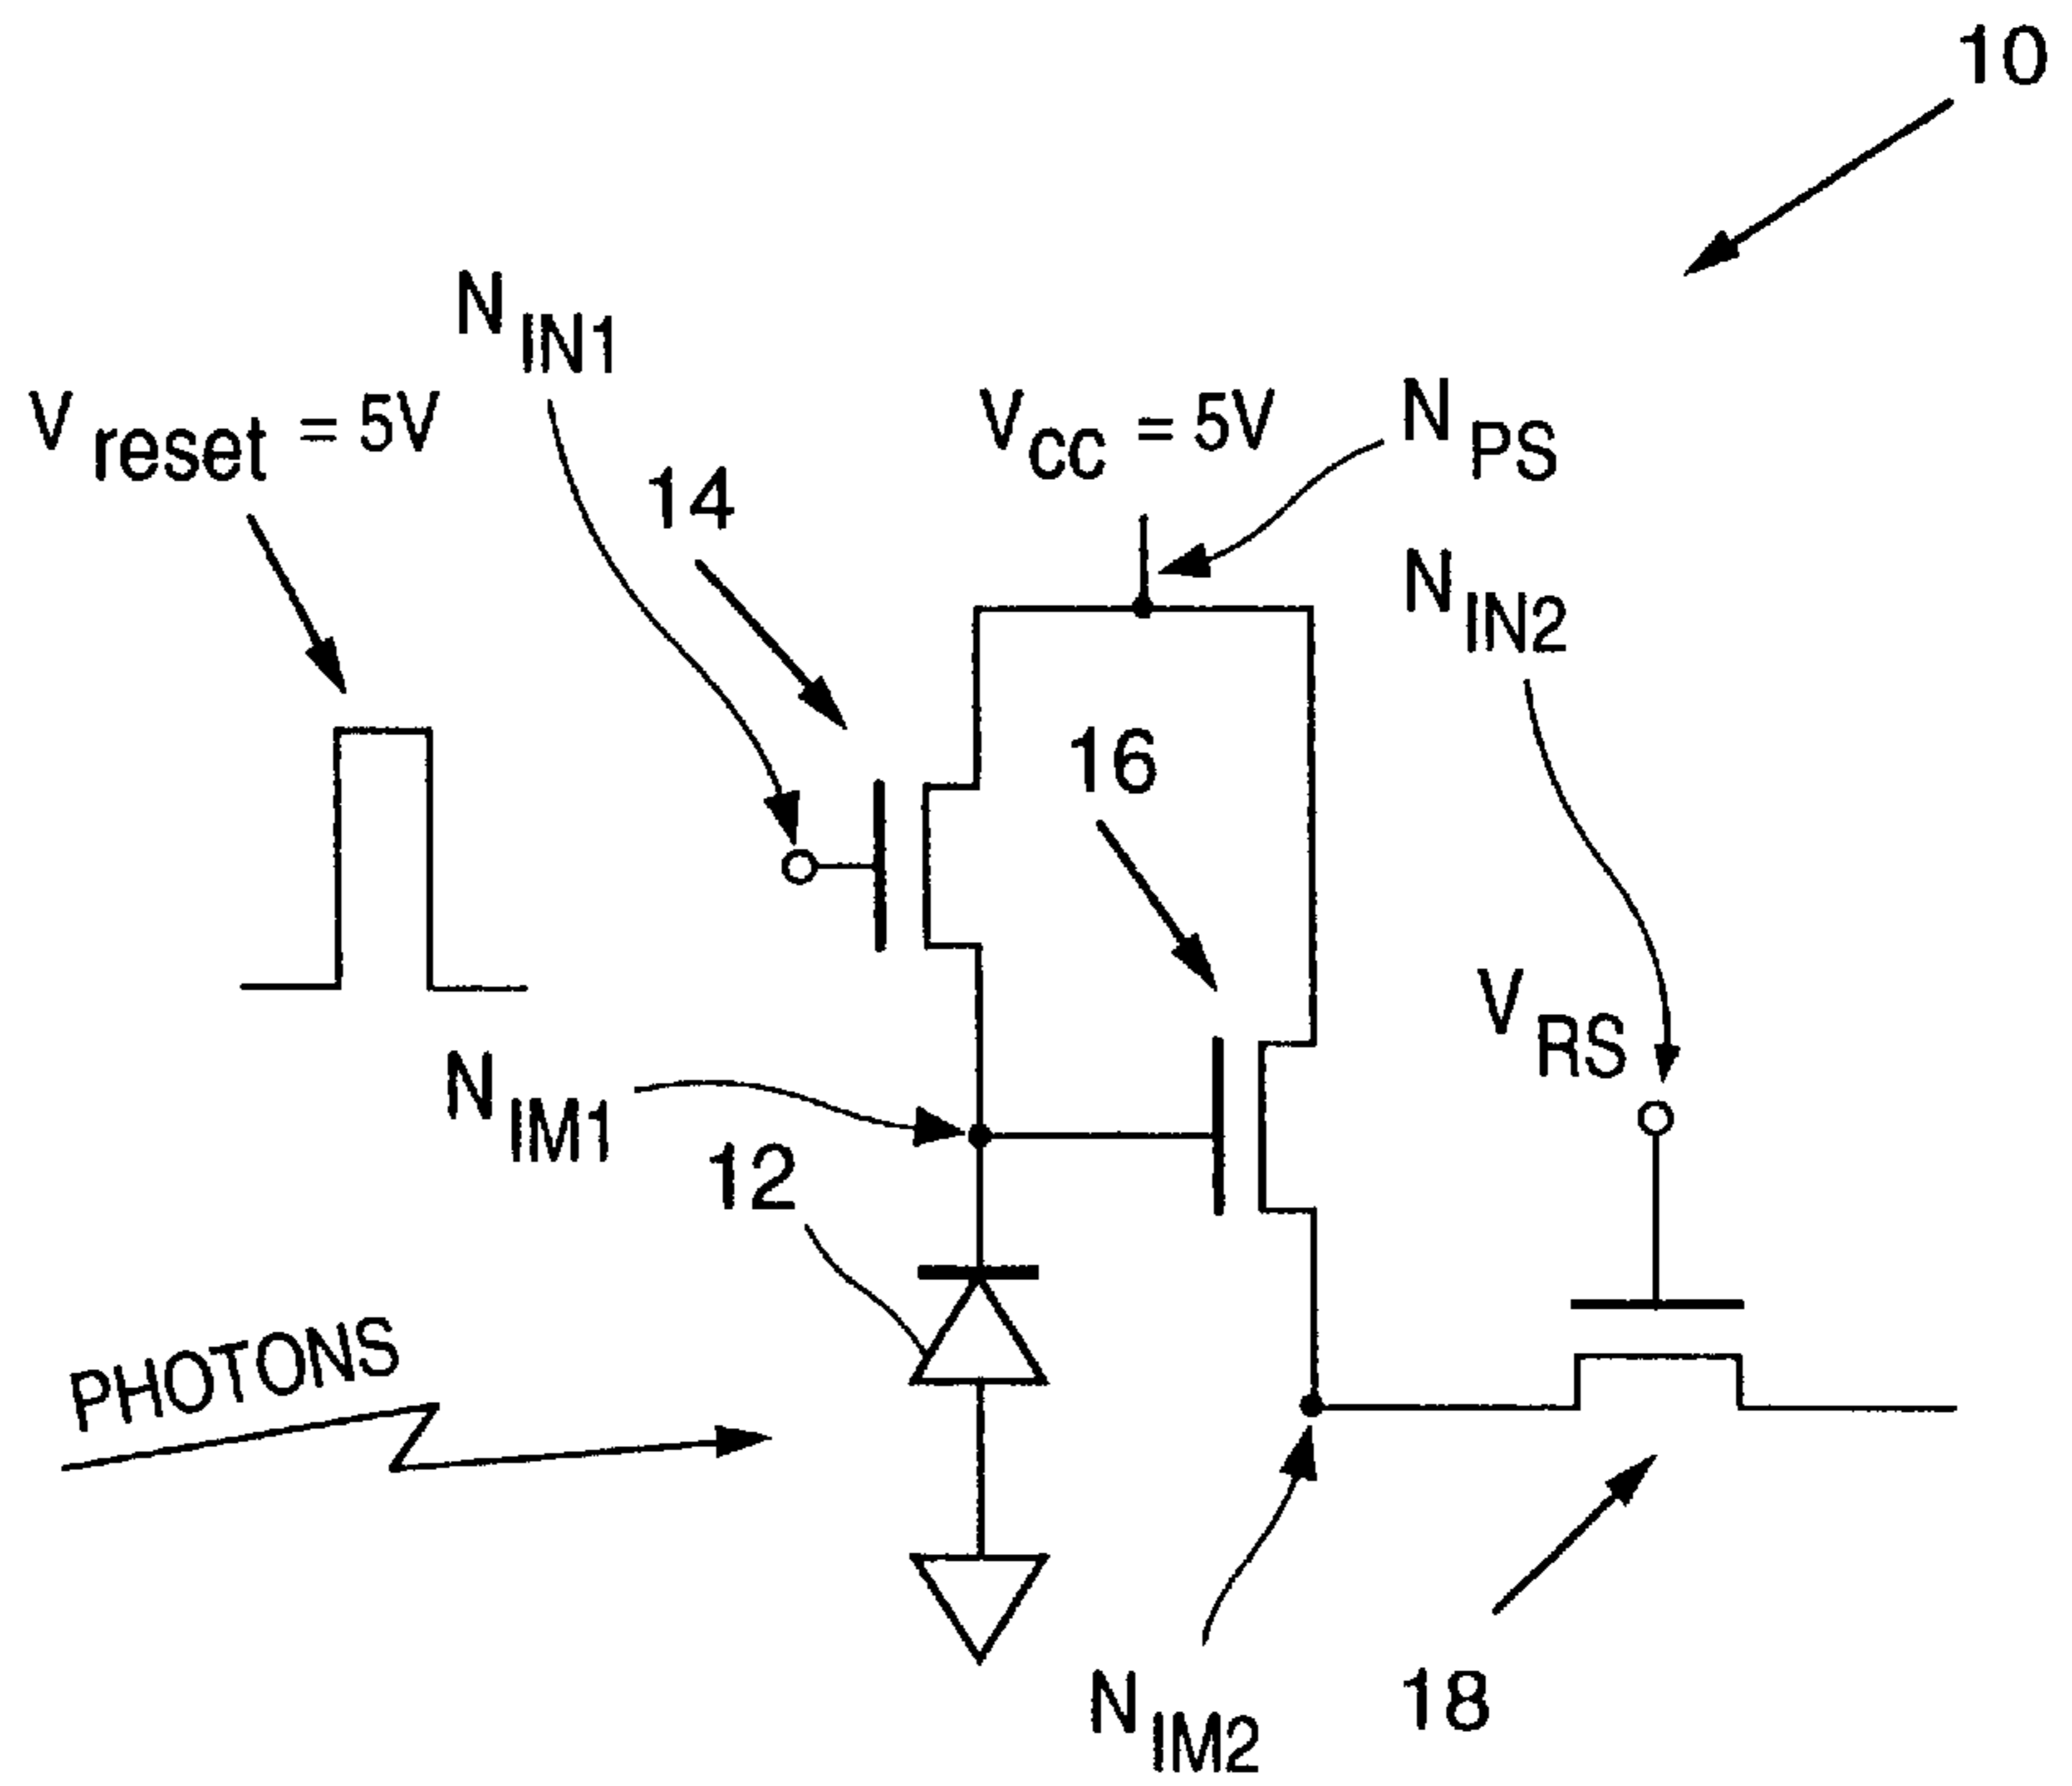 10
N IN1
V reset = 5V
V CC = 5V
N PS
14
N IN2
16
V RS
N IM1
12
PHOTONS
N IM2
18